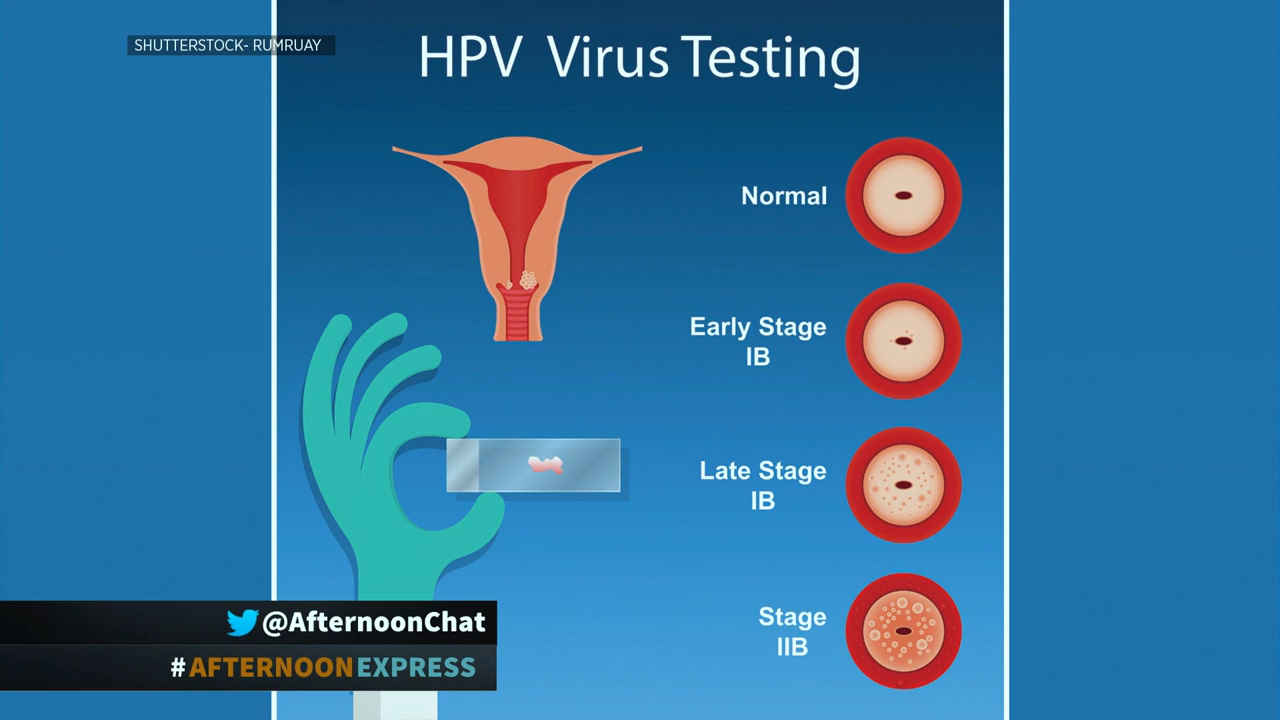 SHUTTERSTOCK- RUMRUAY
HPV Virus Testing
Normal
Early Stage
IB
Late Stage
IB
Stage
IIB
@AfternoonChat
#AFTERNOONEXPRESS